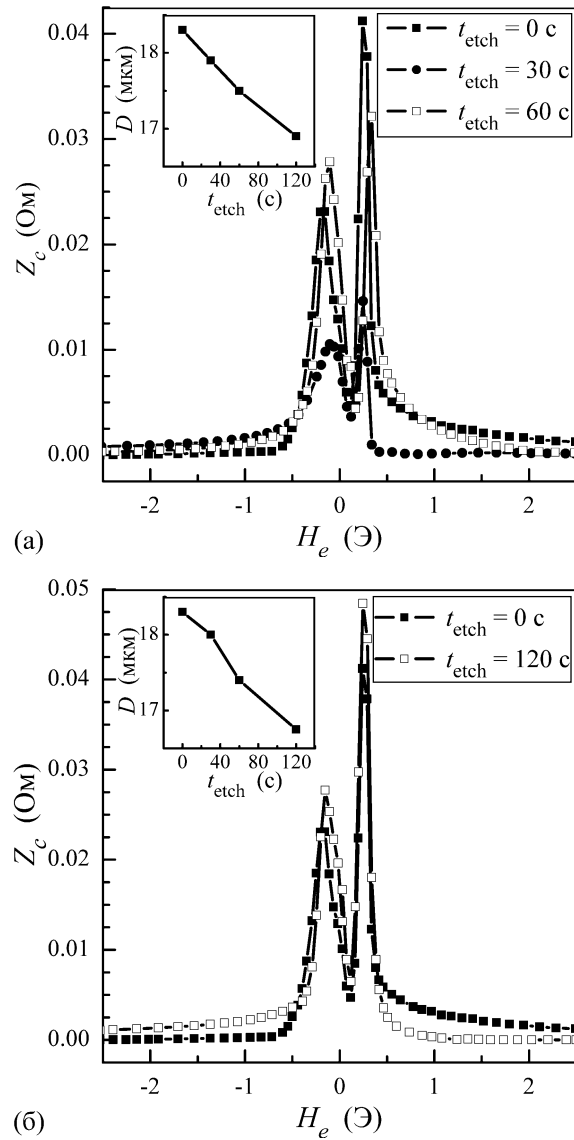 0.04
0.03
0.02
0.01
0.00
Z_c (Ом)
18
17
D (мкм)
0 40 80 120
t_etch (с)
t_etch = 0 с
t_etch = 30 с
t_etch = 60 с
-2 -1 0 1 2
(а)
H_e (Э)
0.05
0.04
0.03
0.02
0.01
0.00
Z_c (Ом)
18
17
D (мкм)
0 40 80 120
t_etch (с)
t_etch = 0 с
t_etch = 120 с
-2 -1 0 1 2
(б)
H_e (Э)